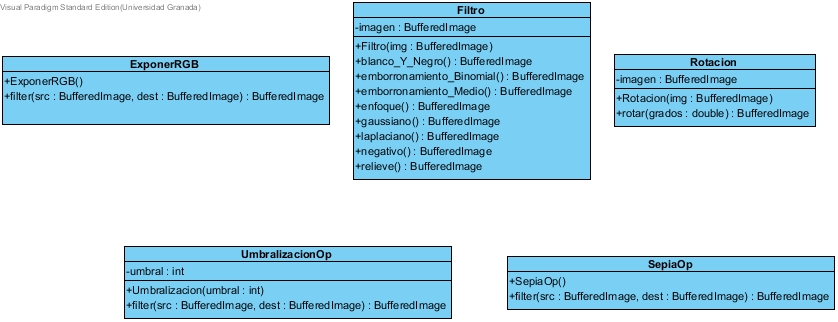 Visual Paradigm Standard Edition(Universidad Granada)
ExponerRGB
+ExponerRGB()
+filter(src : BufferedImage, dest : BufferedImage) : BufferedImage
Filtro
-imagen : BufferedImage
+Filtro(img : BufferedImage)
+blanco_Y_Negro() : BufferedImage
+emborronamiento_Binomial() : BufferedImage
+emborronamiento_Medio() : BufferedImage
+enfoque() : BufferedImage
+gaussiano() : BufferedImage
+laplaciano() : BufferedImage
+negativo() : BufferedImage
+relieve() : BufferedImage
Rotacion
-imagen : BufferedImage
+Rotacion(img : BufferedImage)
+rotar(grados : double) : BufferedImage
UmbralizacionOp
-umbral : int
+Umbralizacion(umbral : int)
+filter(src : BufferedImage, dest : BufferedImage) : BufferedImage
SepiaOp
+SepiaOp()
+filter(src : BufferedImage, dest : BufferedImage) : BufferedImage